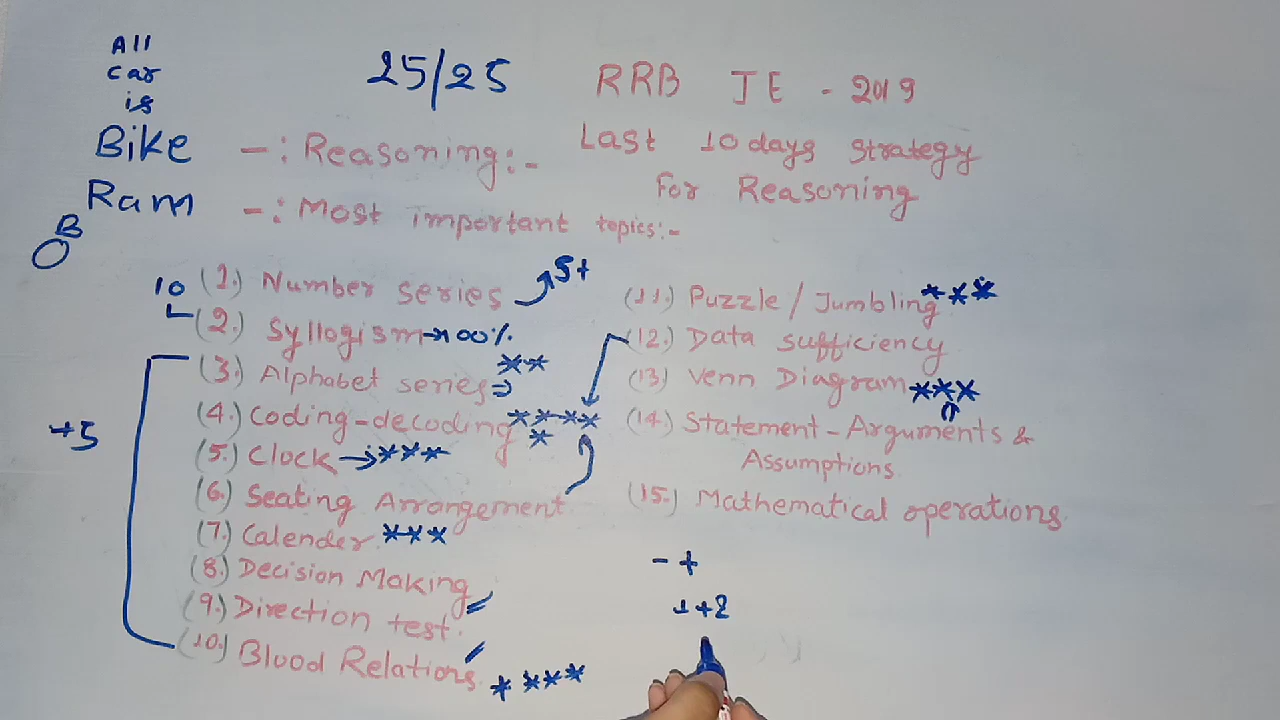 All
car
is
Bike
Ram
B
25/25
RRB JE - 2019
Last 10 days strategy
For Reasoning
-: Reasoning:-
-: Most important topics:-
10 (1.) Number series 5+
(2.) Syllogism→100%
(3.) Alphabet series⇒ **
(4.) Coding-decoding ****
*
(5.) Clock →***
(6.) Seating Arrangement
(7.) Calender ***
(8.) Decision Making
(9.) Direction test.
(10.) Blood Relations. ****
+5
(11.) Puzzle / Jumbling ***
(12.) Data sufficiency
(13) Venn Diagram ***
(14.) Statement - Arguments &
Assumptions.
(15.) Mathematical operations.
- +
1+2